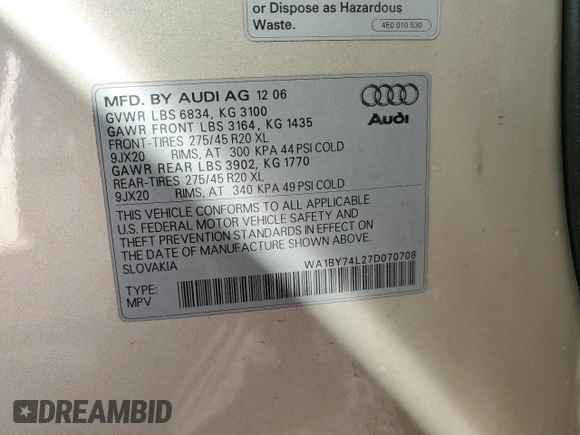 or Dispose as Hazardous
Waste.
4E0 010 530
MFD. BY AUDI AG 12 06
GVWR LBS 6834, KG 3100
GAWR FRONT LBS 3164, KG 1435
FRONT-TIRES 275/45 R20 XL
9JX20 RIMS, AT 300 KPA 44 PSI COLD
GAWR REAR LBS 3902, KG 1770
REAR-TIRES 275/45 R20 XL
9JX20 RIMS, AT 340 KPA 49 PSI COLD
Audi
THIS VEHICLE CONFORMS TO ALL APPLICABLE
U.S. FEDERAL MOTOR VEHICLE SAFETY AND
THEFT PREVENTION STANDARDS IN EFFECT ON
THE DATE OF MANUFACTURE SHOWN ABOVE.
SLOVAKIA
WA1BY74L27D070708
TYPE:
MPV
DREAMBID